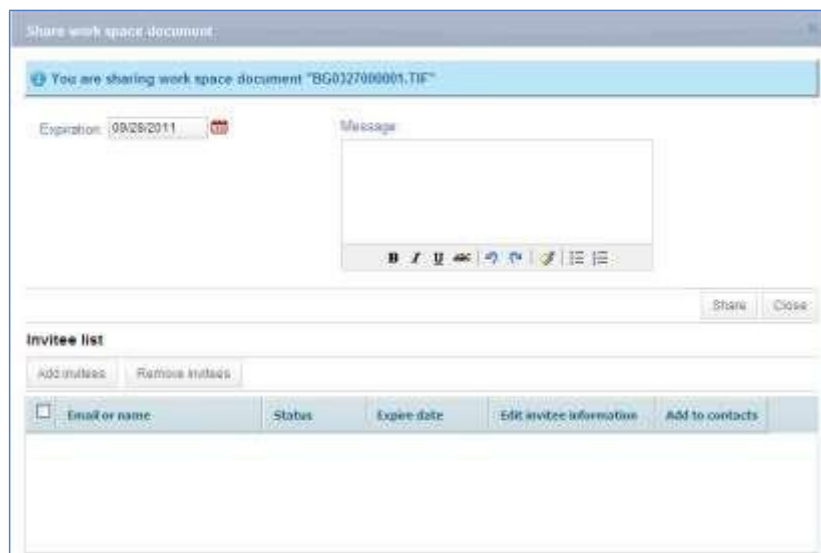 Share work space document
You are sharing work space document "BG0327000001.TIF"
Expiration 09/28/2011
Message
B I U ABC
Share Close
Invitee list
Add invitees Remove invitees
Email or name Status Expire date Edit invitee information Add to contacts